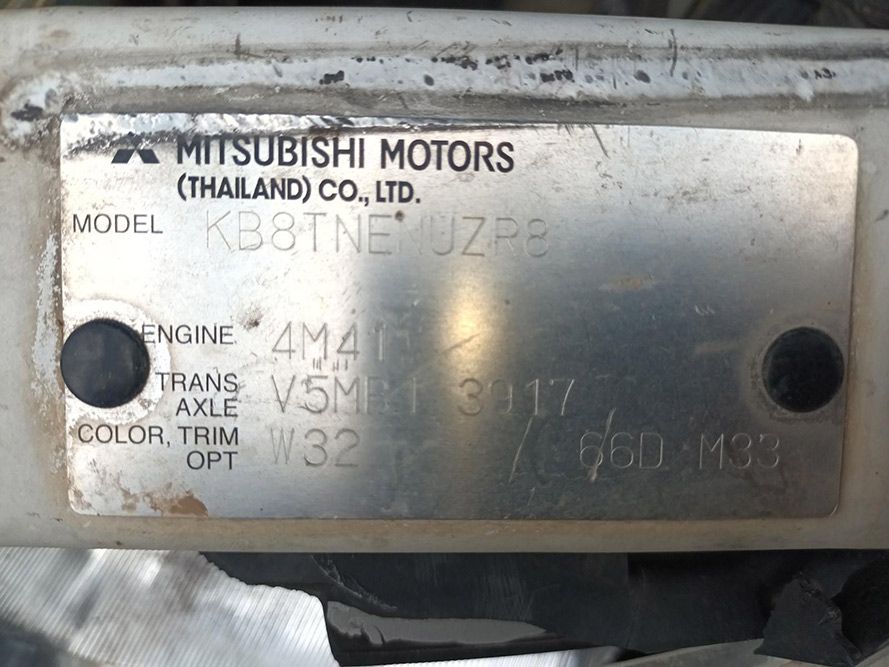 MITSUBISHI MOTORS
(THAILAND) CO., LTD.
MODEL KB8TNENUZR8
ENGINE 4M41
TRANS AXLE V5MB1 3917
COLOR, TRIM OPT W32 / 66D M33